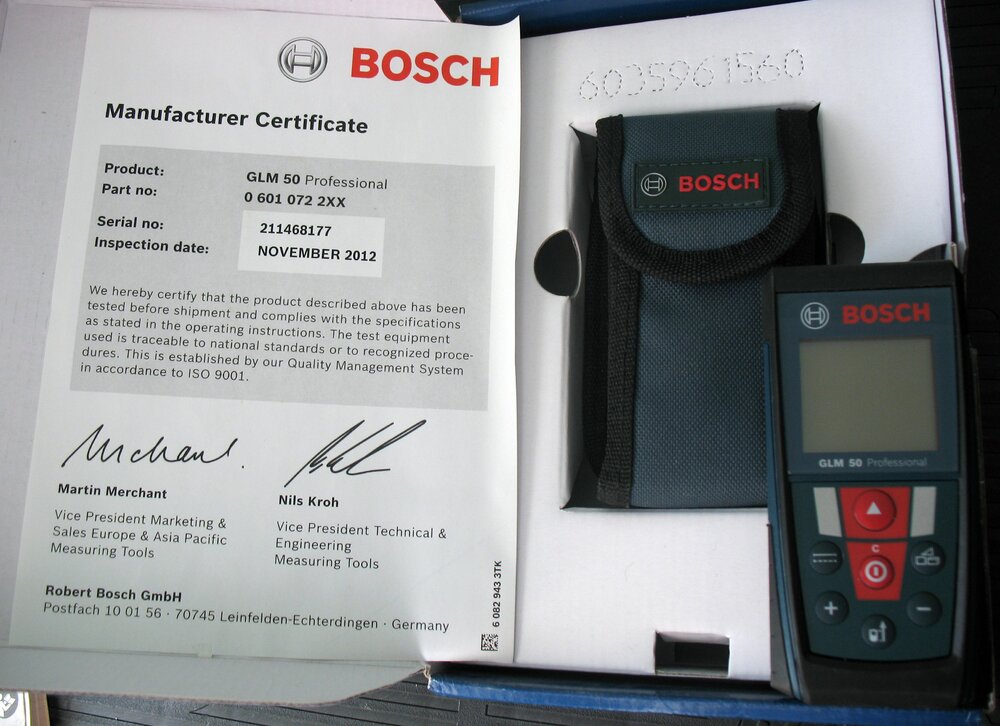 BOSCH
Manufacturer Certificate
Product: GLM 50 Professional
Part no: 0 601 072 2XX
Serial no: 211468177
Inspection date: NOVEMBER 2012
We hereby certify that the product described above has been
tested before shipment and complies with the specifications
as stated in the operating instructions. The test equipment
used is traceable to national standards or to recognized proce-
dures. This is established by our Quality Management System
in accordance to ISO 9001.
Merchant.
Martin Merchant
Vice President Marketing &
Sales Europe & Asia Pacific
Measuring Tools
Nils Kroh
Vice President Technical &
Engineering
Measuring Tools
Robert Bosch GmbH
Postfach 10 01 56 · 70745 Leinfelden-Echterdingen · Germany
6 082 943 3TK
6035961560
BOSCH
BOSCH
GLM 50 Professional
C
+
−